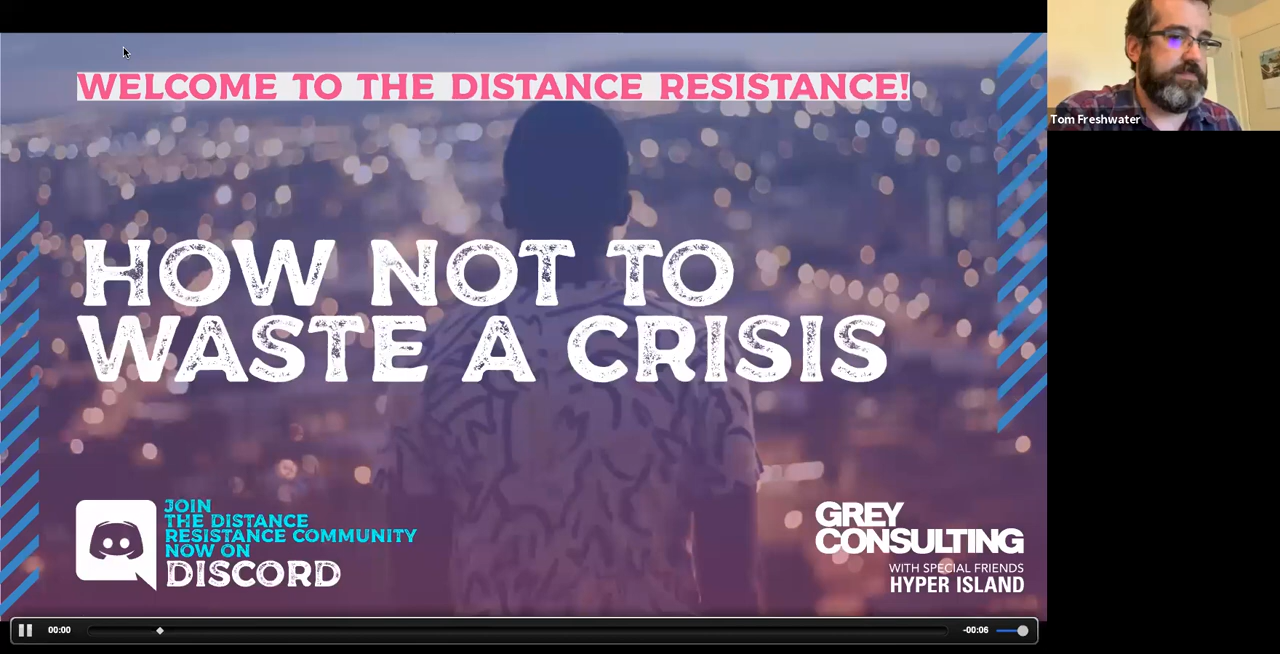 WELCOME TO THE DISTANCE RESISTANCE!
Tom Freshwater
HOW NOT TO
WASTE A CRISIS
JOIN
THE DISTANCE
RESISTANCE COMMUNITY
NOW ON
DISCORD
GREY
CONSULTING
WITH SPECIAL FRIENDS
HYPER ISLAND
00:00
-00:06